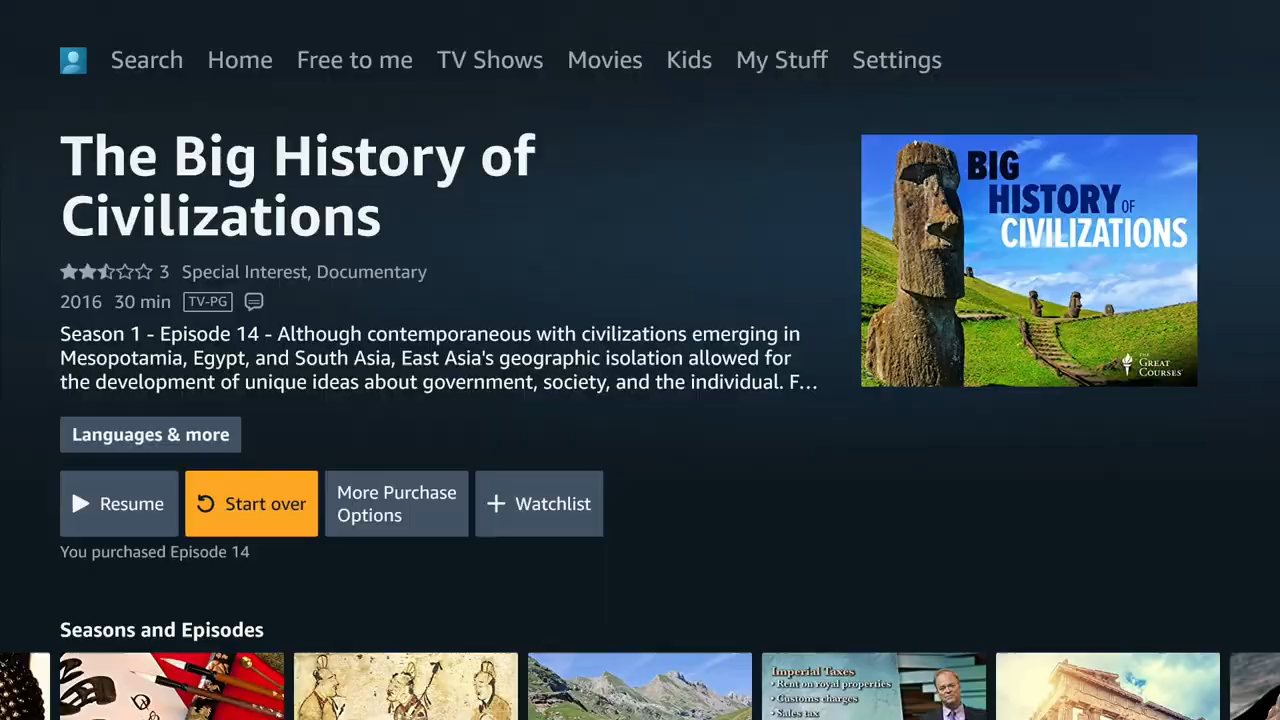 Search Home Free to me TV Shows Movies Kids My Stuff Settings
The Big History of
Civilizations
3 Special Interest, Documentary
2016 30 min TV-PG
Season 1 - Episode 14 - Although contemporaneous with civilizations emerging in
Mesopotamia, Egypt, and South Asia, East Asia's geographic isolation allowed for
the development of unique ideas about government, society, and the individual. F...
BIG
HISTORY OF
CIVILIZATIONS
THE
GREAT
COURSES
Languages & more
Resume
Start over
More Purchase
Options
Watchlist
You purchased Episode 14
Seasons and Episodes
Imperial Taxes
• Rent on royal properties
• Customs charges
• Sales tax